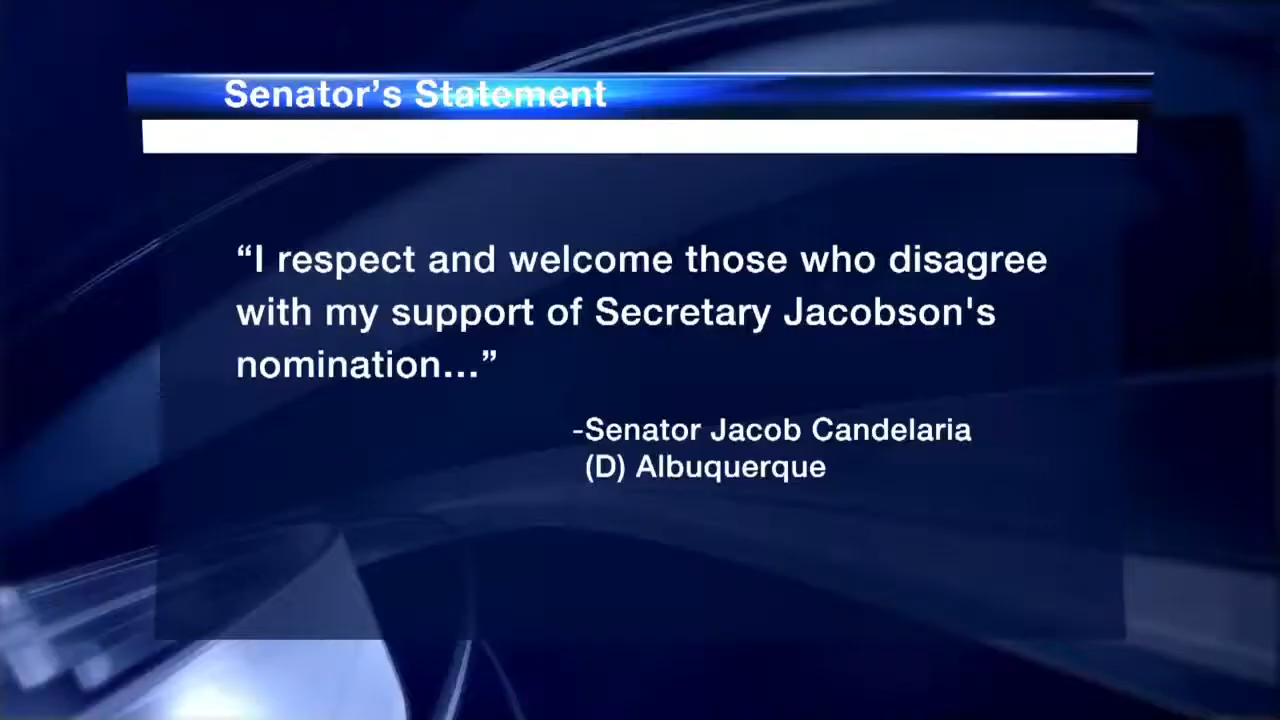 Senator’s Statement
“I respect and welcome those who disagree
with my support of Secretary Jacobson's
nomination...”
-Senator Jacob Candelaria
(D) Albuquerque